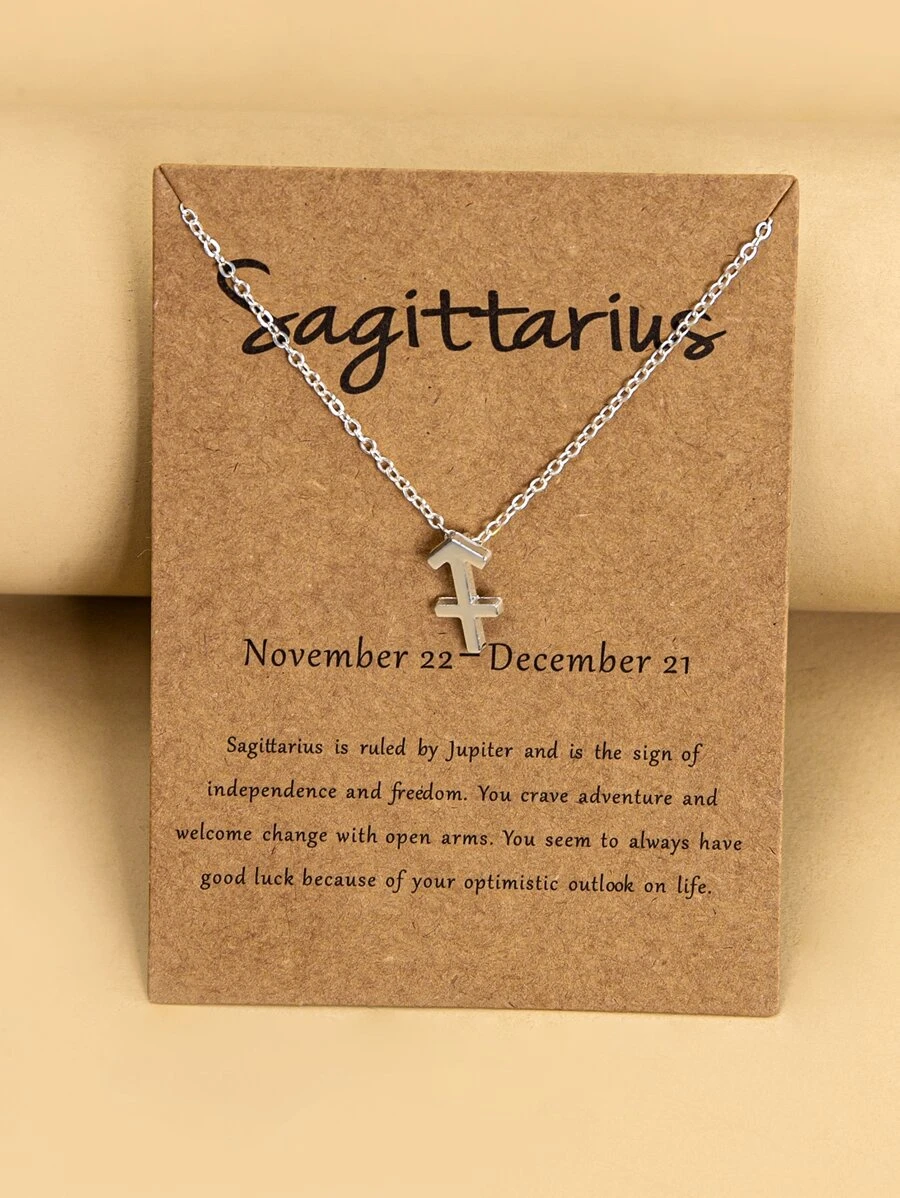 Sagittarius
November 22-December 21
Sagittarius is ruled by Jupiter and is the sign of
independence and freedom. You crave adventure and
welcome change with open arms. You seem to always have
good luck because of your optimistic outlook on life.